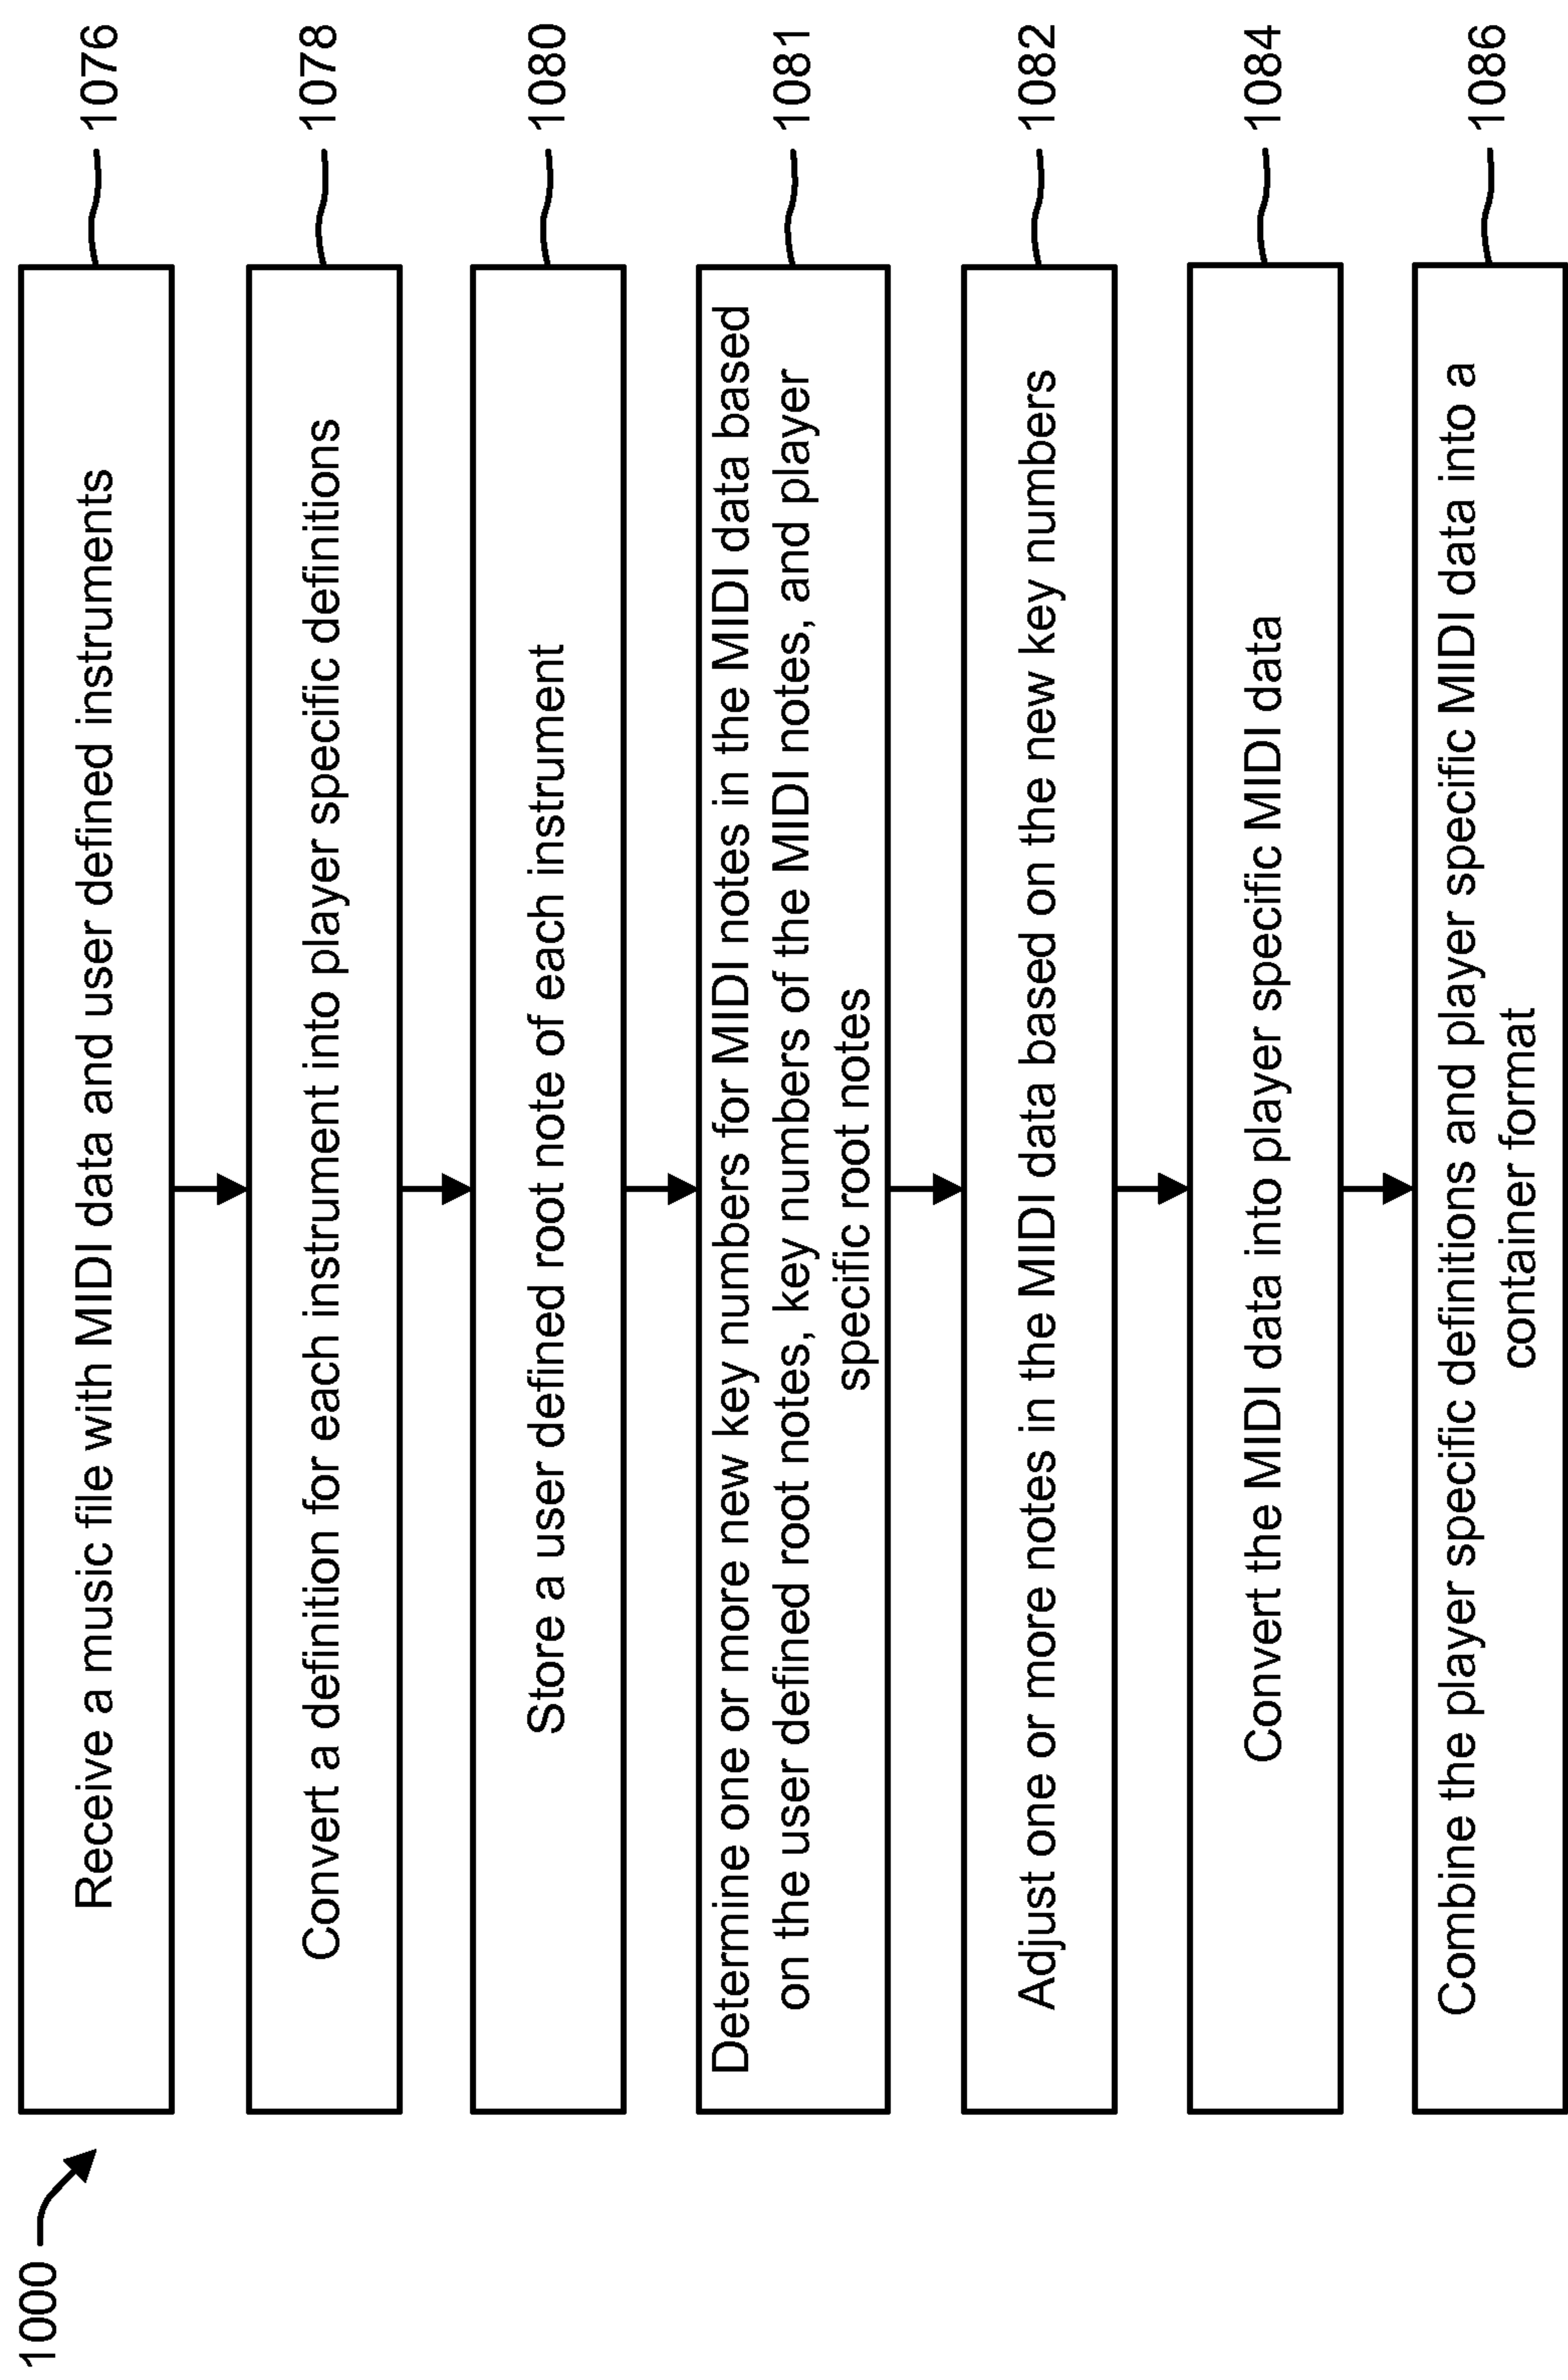 1000
Receive a music file with MIDI data and user defined instruments
1076
Convert a definition for each instrument into player specific definitions
1078
Store a user defined root note of each instrument
1080
Determine one or more new key numbers for MIDI notes in the MIDI data based
on the user defined root notes, key numbers of the MIDI notes, and player
specific root notes
1081
Adjust one or more notes in the MIDI data based on the new key numbers
1082
Convert the MIDI data into player specific MIDI data
1084
Combine the player specific definitions and player specific MIDI data into a
container format
1086